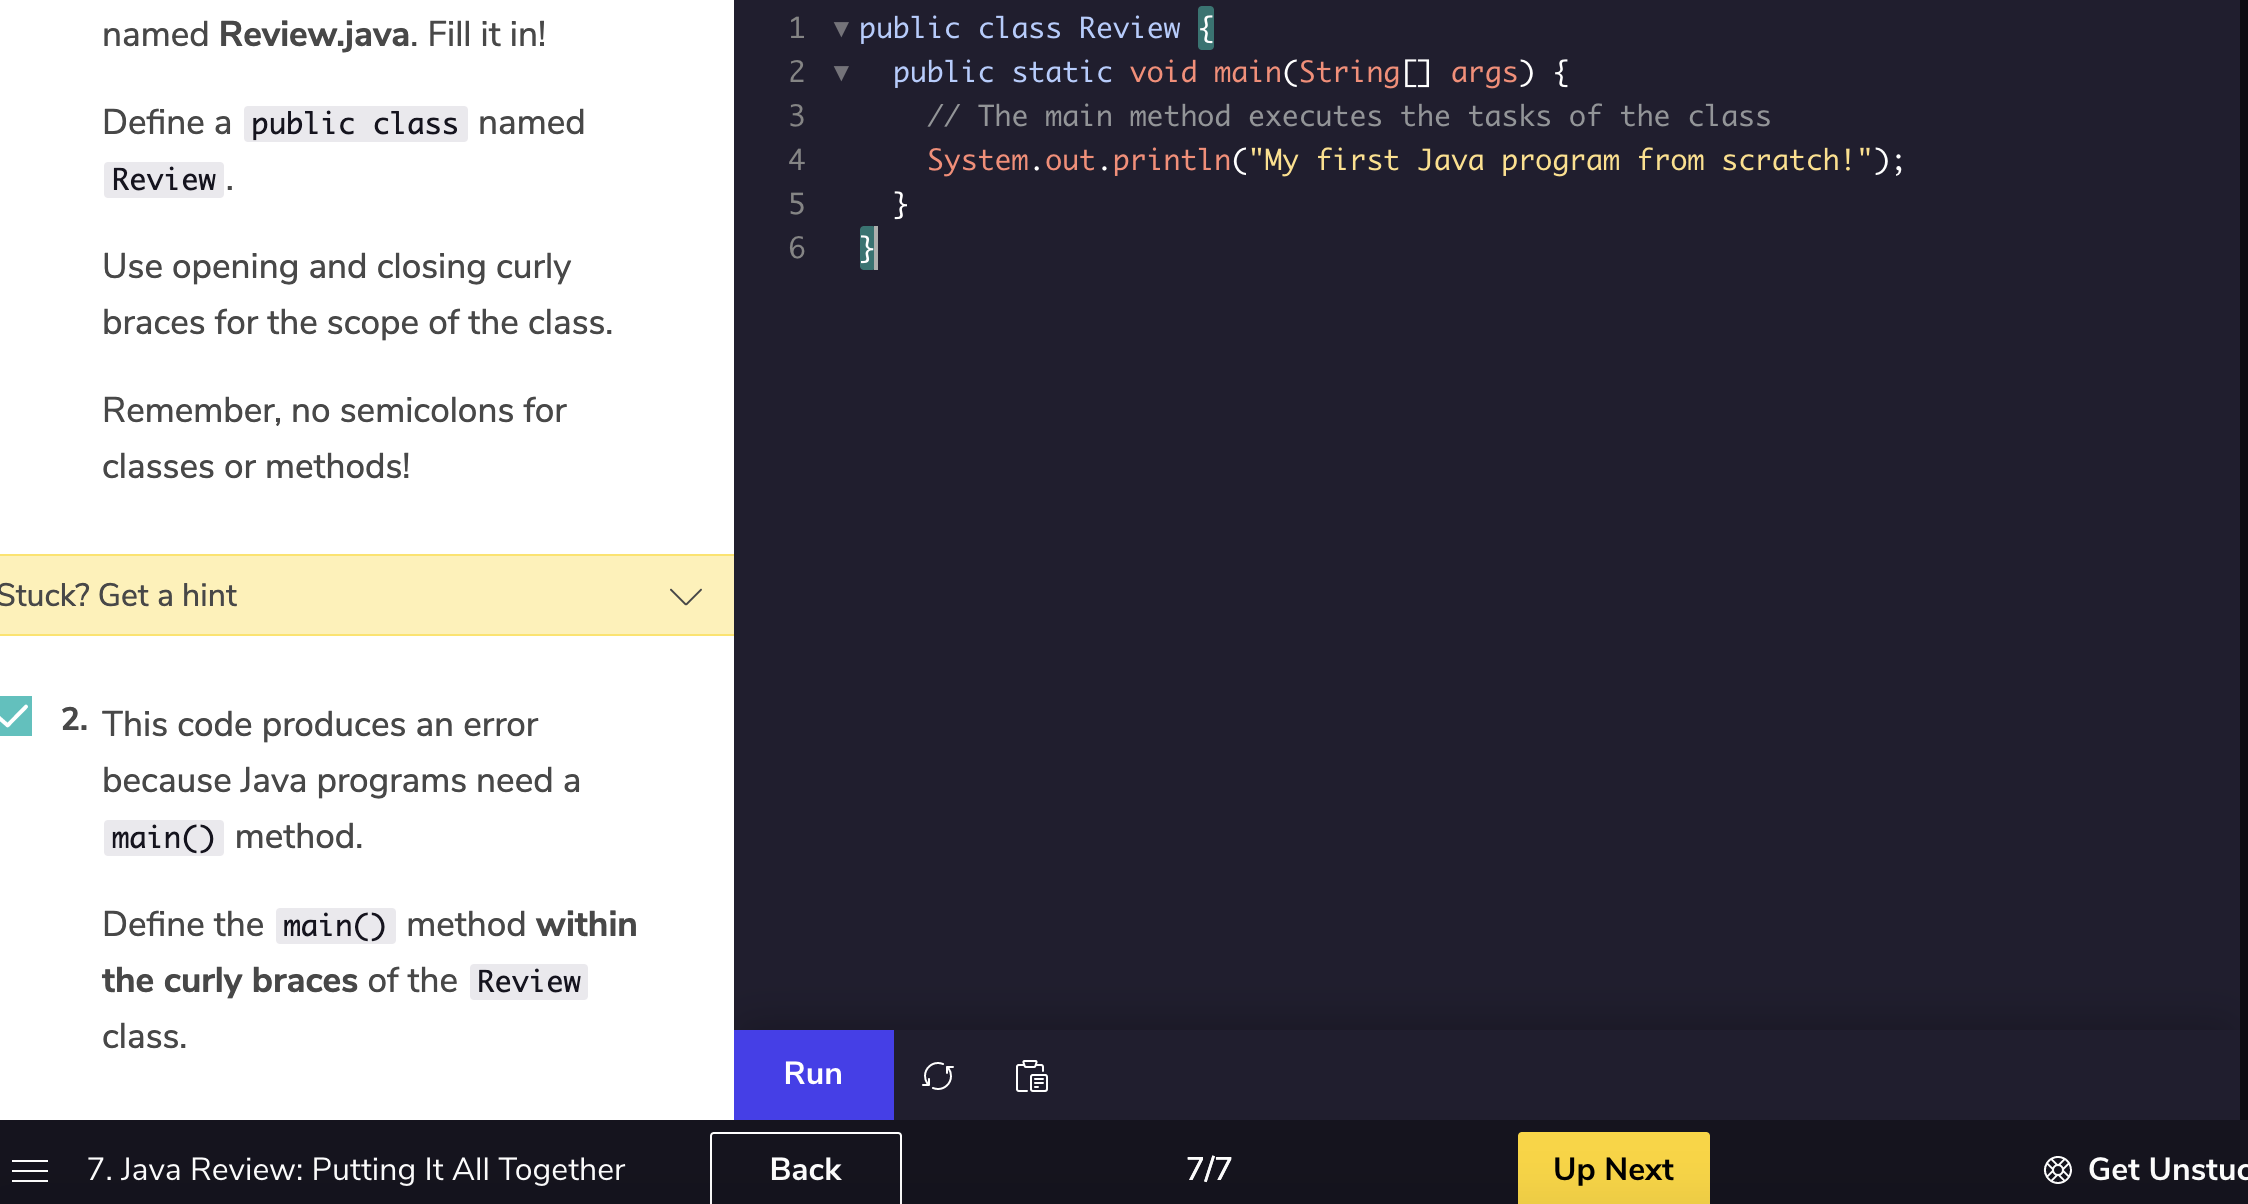 named Review.java. Fill it in!
Define a public class named
Review.
Use opening and closing curly
braces for the scope of the class.
Remember, no semicolons for
classes or methods!
Stuck? Get a hint
2. This code produces an error
because Java programs need a
main() method.
Define the main() method within
the curly braces of the Review
class.
1 public class Review {
2 public static void main(String[] args) {
3 // The main method executes the tasks of the class
4 System.out.println("My first Java program from scratch!");
5 }
6 }
Run
7. Java Review: Putting It All Together
Back
7/7
Up Next
Get Unstuc